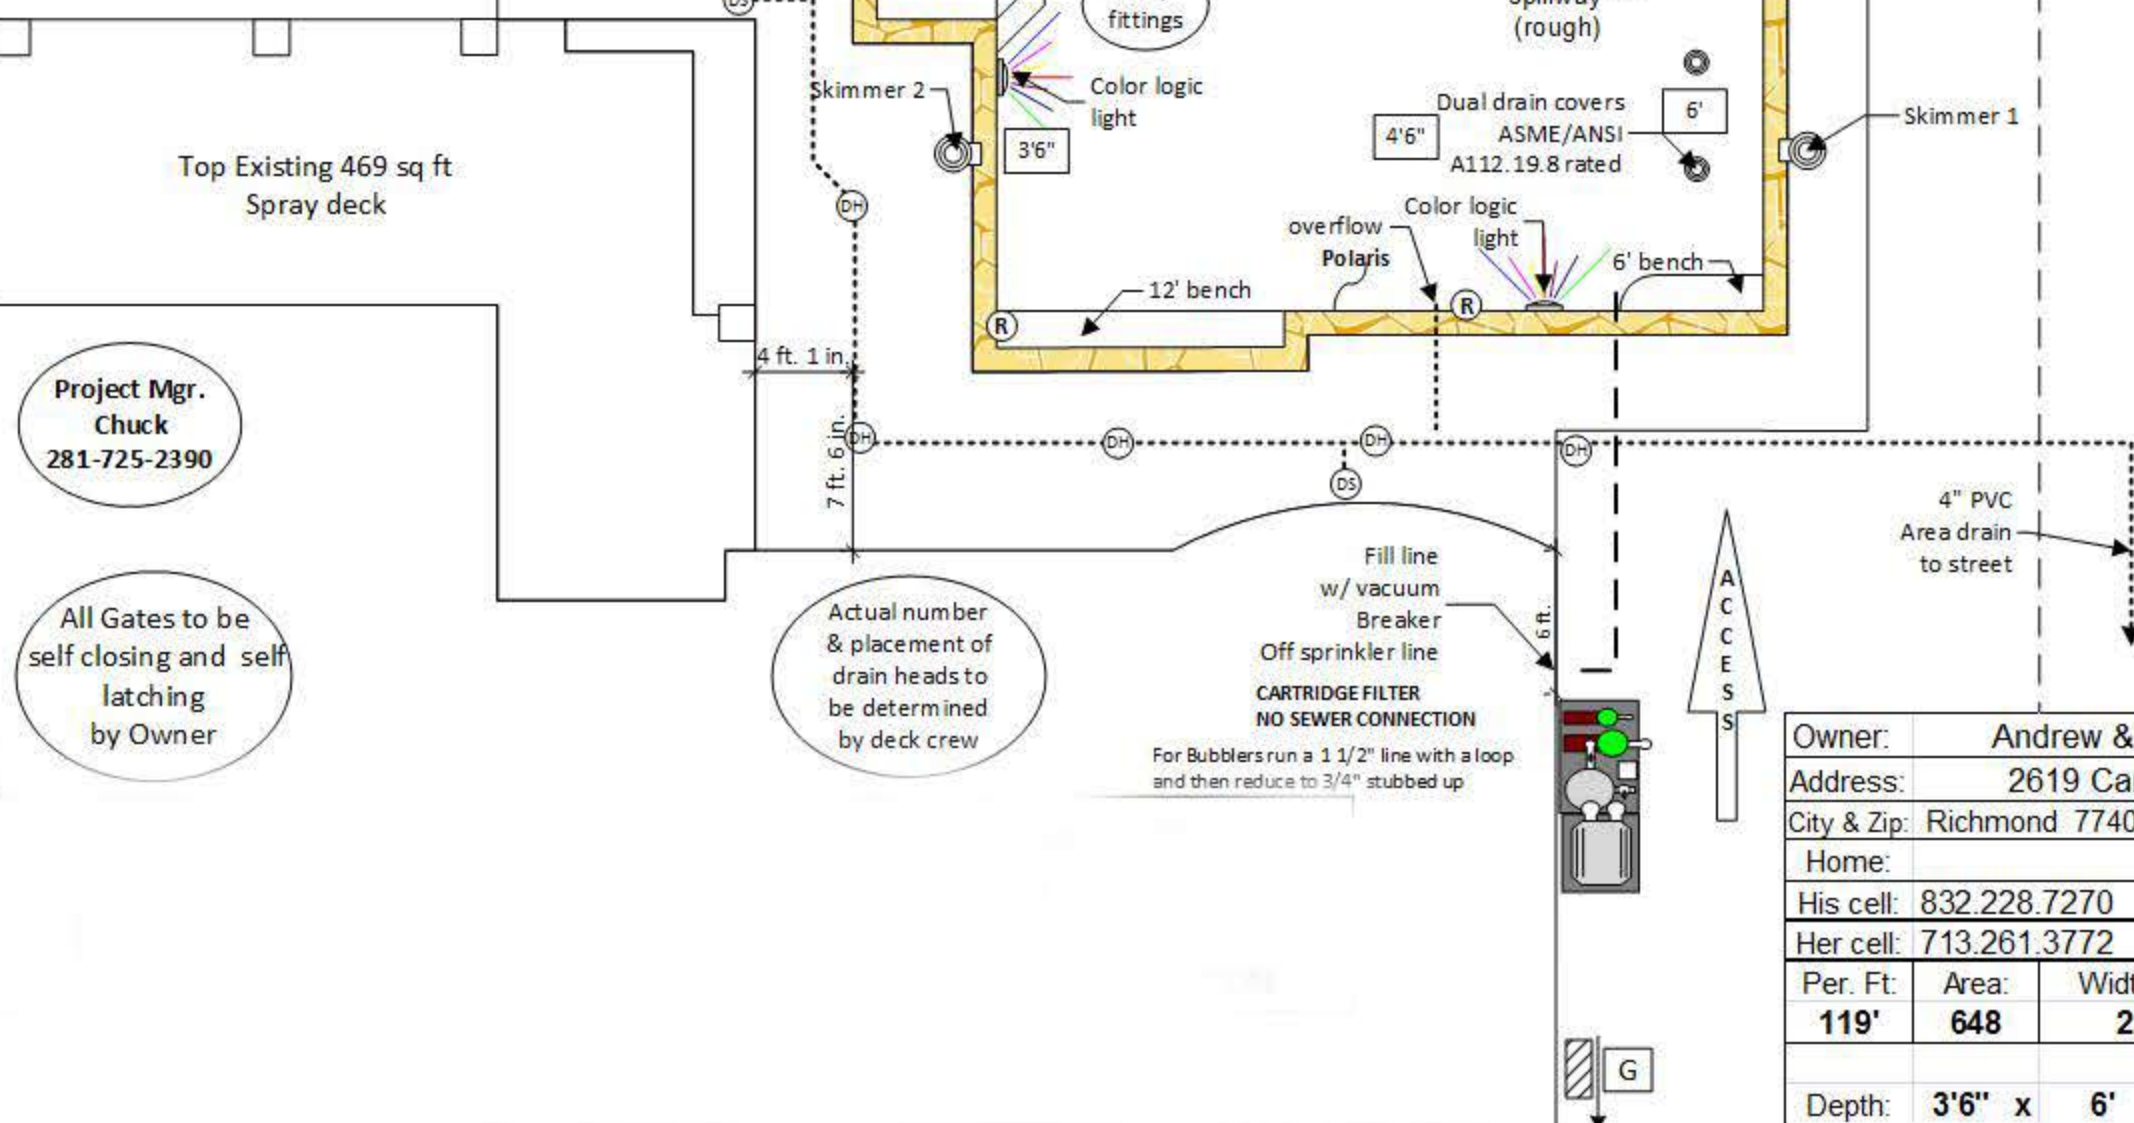 DS
fittings
(rough)
Skimmer 2
Color logic
light
3'6"
4'6"
Dual drain covers
ASME/ANSI
A112.19.8 rated
6'
Skimmer 1
Top Existing 469 sq ft
Spray deck
DH
overflow
Polaris
Color logic
light
6' bench
12' bench
R
R
4 ft. 1 in.
7 ft. 6 in.
Project Mgr.
Chuck
281-725-2390
DH
DH
DH
DH
DS
4" PVC
Area drain
to street
All Gates to be
self closing and self
latching
by Owner
Actual number
& placement of
drain heads to
be determined
by deck crew
Fill line
w/ vacuum
Breaker
Off sprinkler line
6 ft.
ACCESS
CARTRIDGE FILTER
NO SEWER CONNECTION
For Bubblers run a 1 1/2" line with a loop
and then reduce to 3/4" stubbed up
G
Owner: Andrew &
Address: 2619
City & Zip: Richmond 7740
Home:
His cell: 832.228.7270
Her cell: 713.261.3772
Per. Ft: Area:
119' 648 2
Depth: 3'6" x 6'